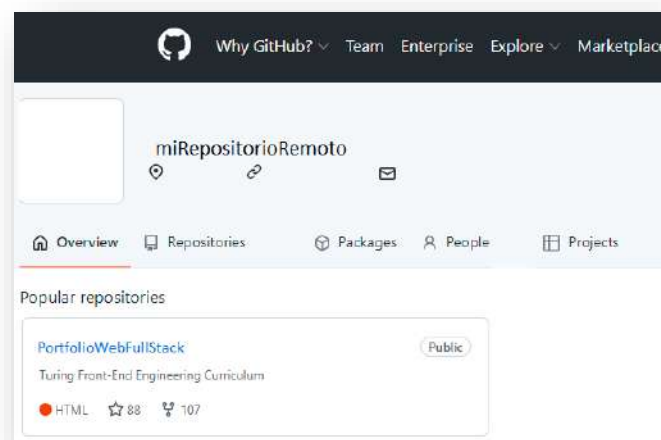 Why GitHub? Team Enterprise Explore Marketplace
miRepositorioRemoto
Overview Repositories Packages People Projects
Popular repositories
PortfolioWebFullStack Public
Turing Front-End Engineering Curriculum
HTML 88 107